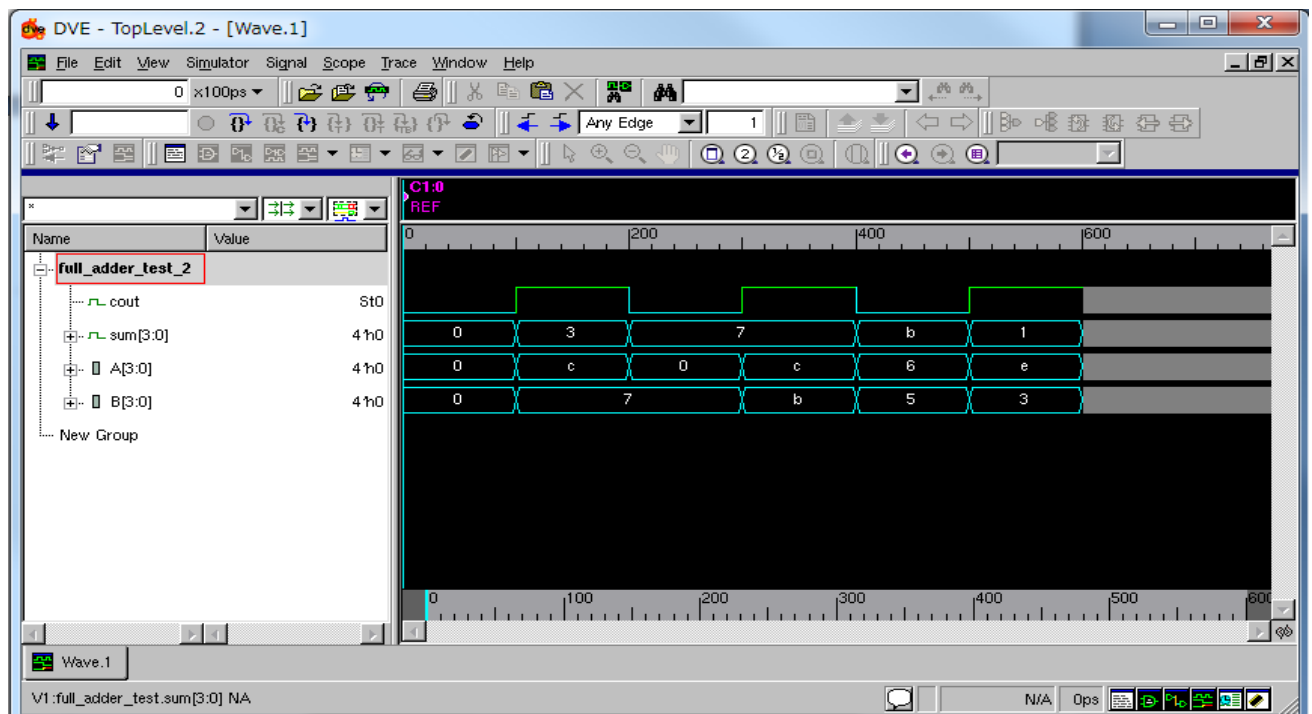 DVE - TopLevel.2 - [Wave.1]
File Edit View Simulator Signal Scope Trace Window Help
0 x100ps
Any Edge 1
C1:0
REF
*
Name Value
0 200 400 600
full_adder_test_2
cout St0
sum[3:0] 4'h0 0 3 7 b 1
A[3:0] 4'h0 0 c 0 c 6 e
B[3:0] 4'h0 0 7 b 5 3
New Group
0 100 200 300 400 500 600
Wave.1
V1:full_adder_test.sum[3:0] NA N/A 0ps